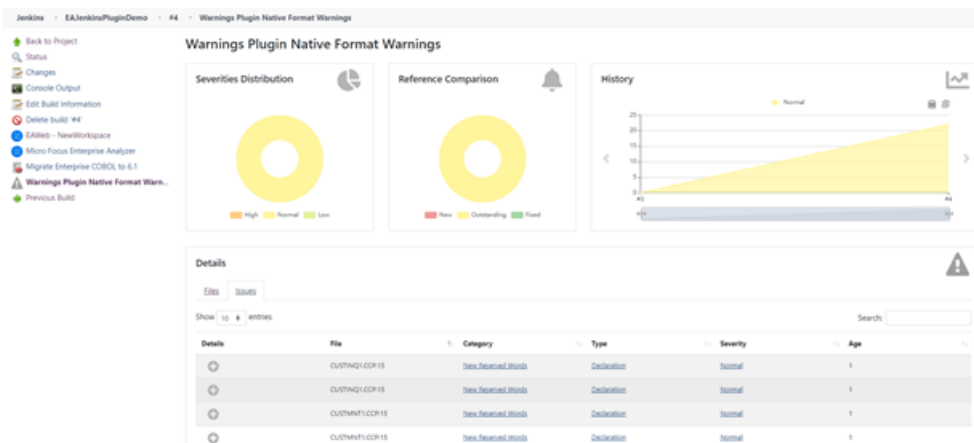 Jenkins EAJenkinsPluginDemo #4 Warnings Plugin Native Format Warnings
Back to Project
Status
Changes
Console Output
Edit Build Information
Delete build '#4'
EAWeb - NewWorkspace
Micro Focus Enterprise Analyzer
Migrate Enterprise COBOL to 6.1
Warnings Plugin Native Format Warn...
Previous Build
Warnings Plugin Native Format Warnings
Severities Distribution
High Normal Low
Reference Comparison
New Outstanding Fixed
History
Normal
25
20
15
10
5
0
#3 #4
Details
Files Issues
Show 10 entries
Search:
Details File Category Type Severity Age
CUSTINQ1.CCP:15 New Reserved Words Declaration Normal 1
CUSTINQ1.CCP:15 New Reserved Words Declaration Normal 1
CUSTMNT1.CCP:15 New Reserved Words Declaration Normal 1
CUSTMNT1.CCP:15 New Reserved Words Declaration Normal 1